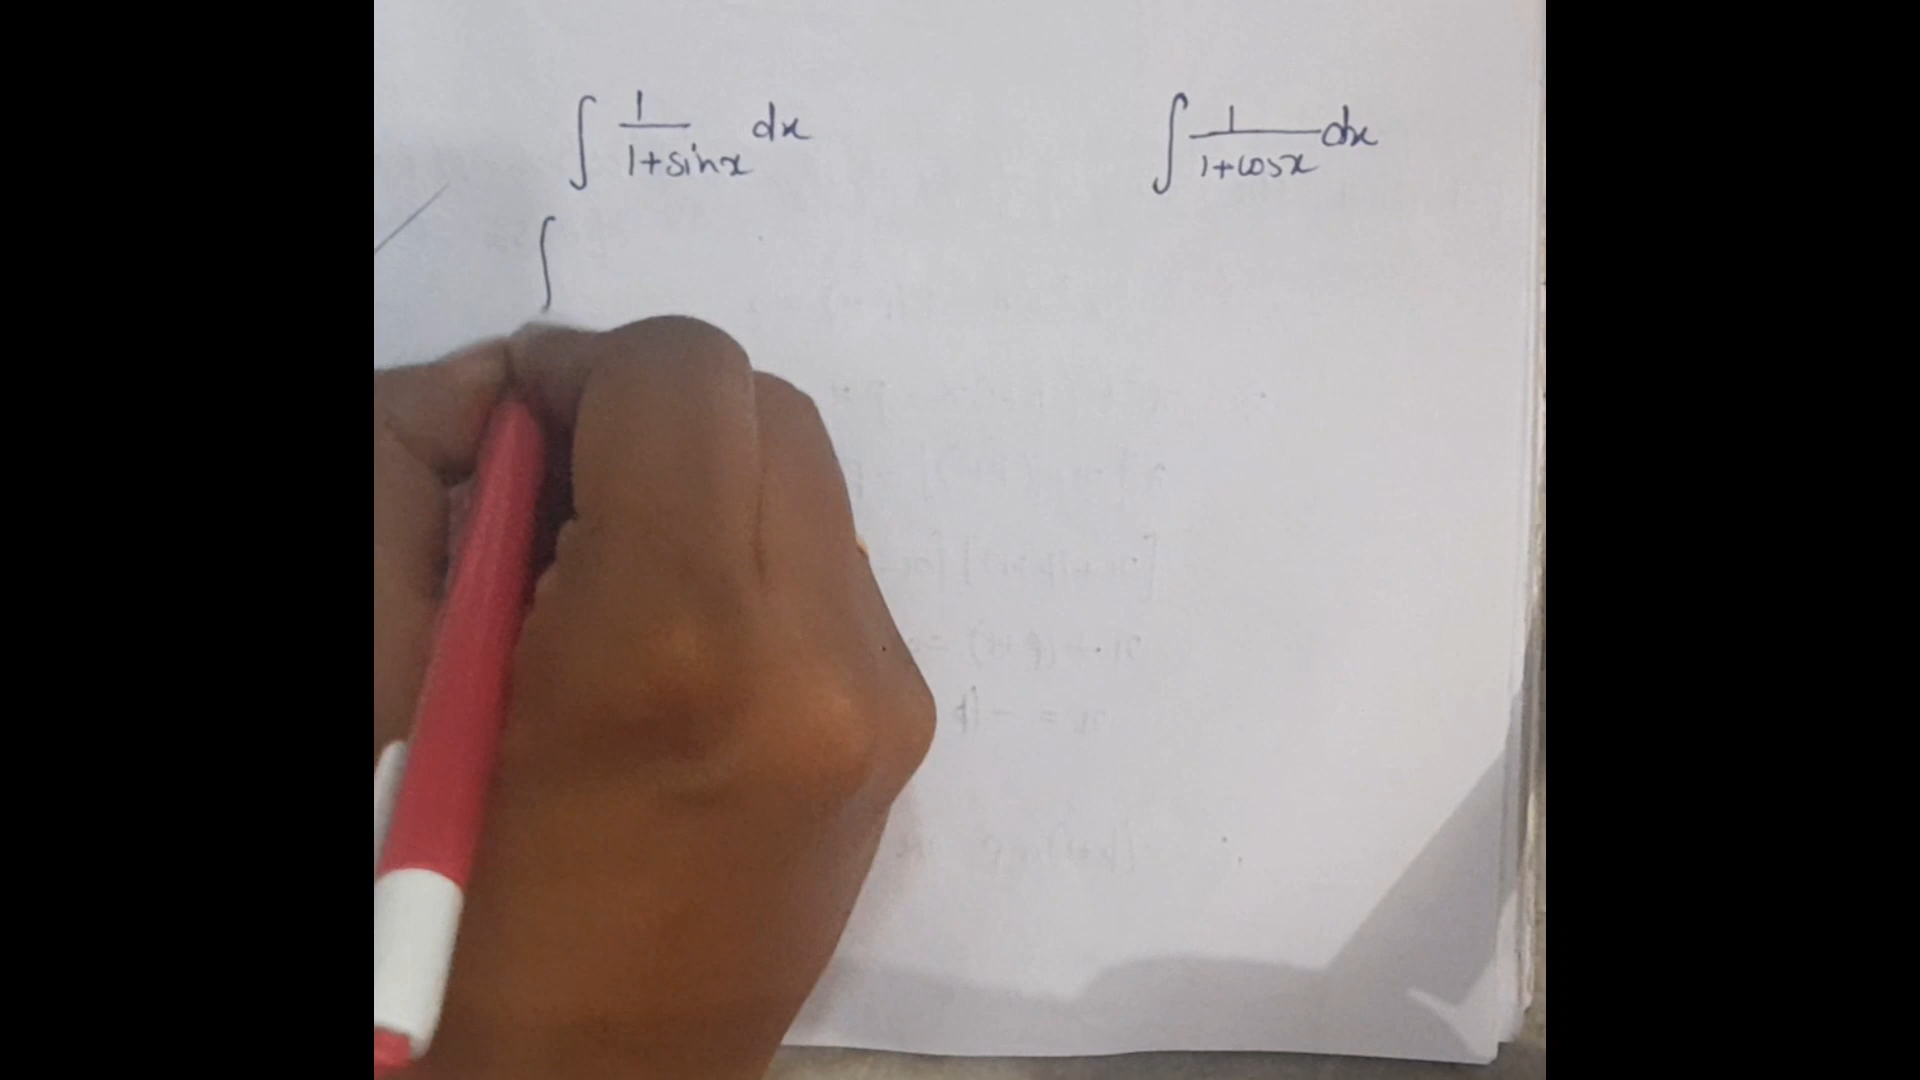 ∫ 1/(1+sinx) dx ∫ 1/(1+cosx) dx
∫